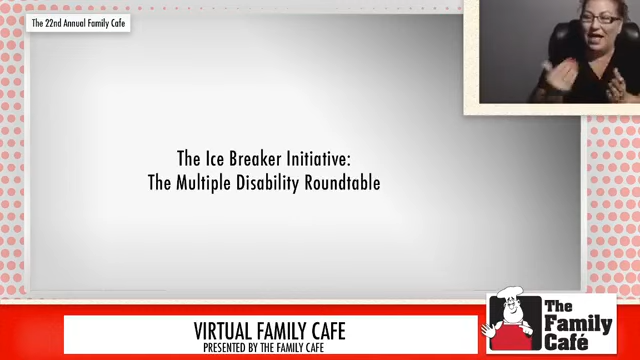 The 22nd Annual Family Cafe
The Ice Breaker Initiative:
The Multiple Disability Roundtable
VIRTUAL FAMILY CAFE
PRESENTED BY THE FAMILY CAFE
The
Family
Café